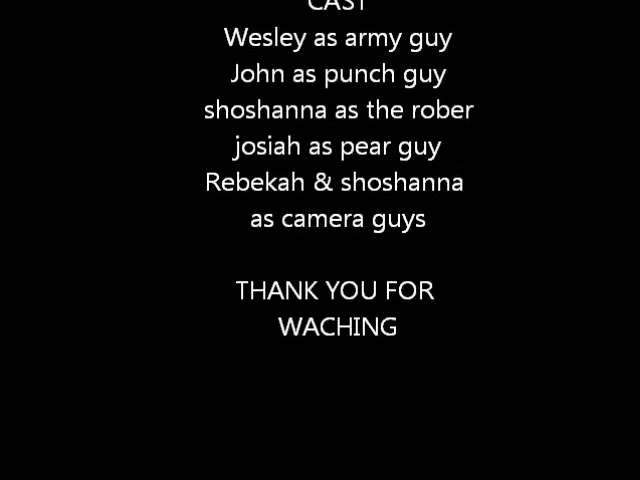 CAST
Wesley as army guy
John as punch guy
shoshanna as the rober
josiah as pear guy
Rebekah & shoshanna
as camera guys
THANK YOU FOR
WACHING